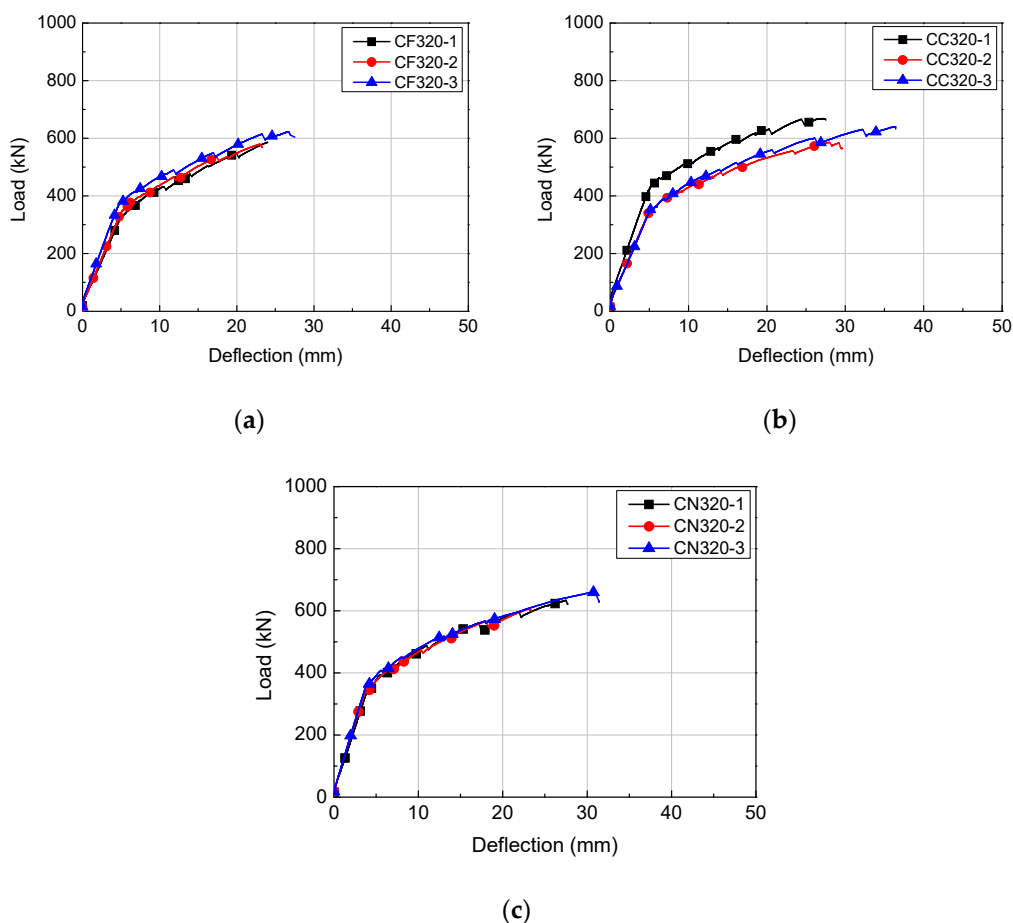 1000
800
600
400
200
0
Load (kN)
CF320-1
CF320-2
CF320-3
0 10 20 30 40 50
Deflection (mm)
(a)
1000
800
600
400
200
0
Load (kN)
CC320-1
CC320-2
CC320-3
0 10 20 30 40 50
Deflection (mm)
(b)
1000
800
600
400
200
0
Load (kN)
CN320-1
CN320-2
CN320-3
0 10 20 30 40 50
Deflection (mm)
(c)